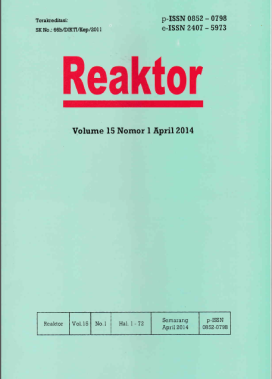 Terakreditasi:
SK No.: 66b/DIKTI/Kep/2011
p-ISSN 0852 – 0798
e-ISSN 2407 – 5973
Reaktor
Volume 15 Nomor 1 April 2014
Reaktor Vol.15 No.1 Hal. 1 - 72 Semarang April 2014 p-ISSN 0852-0798